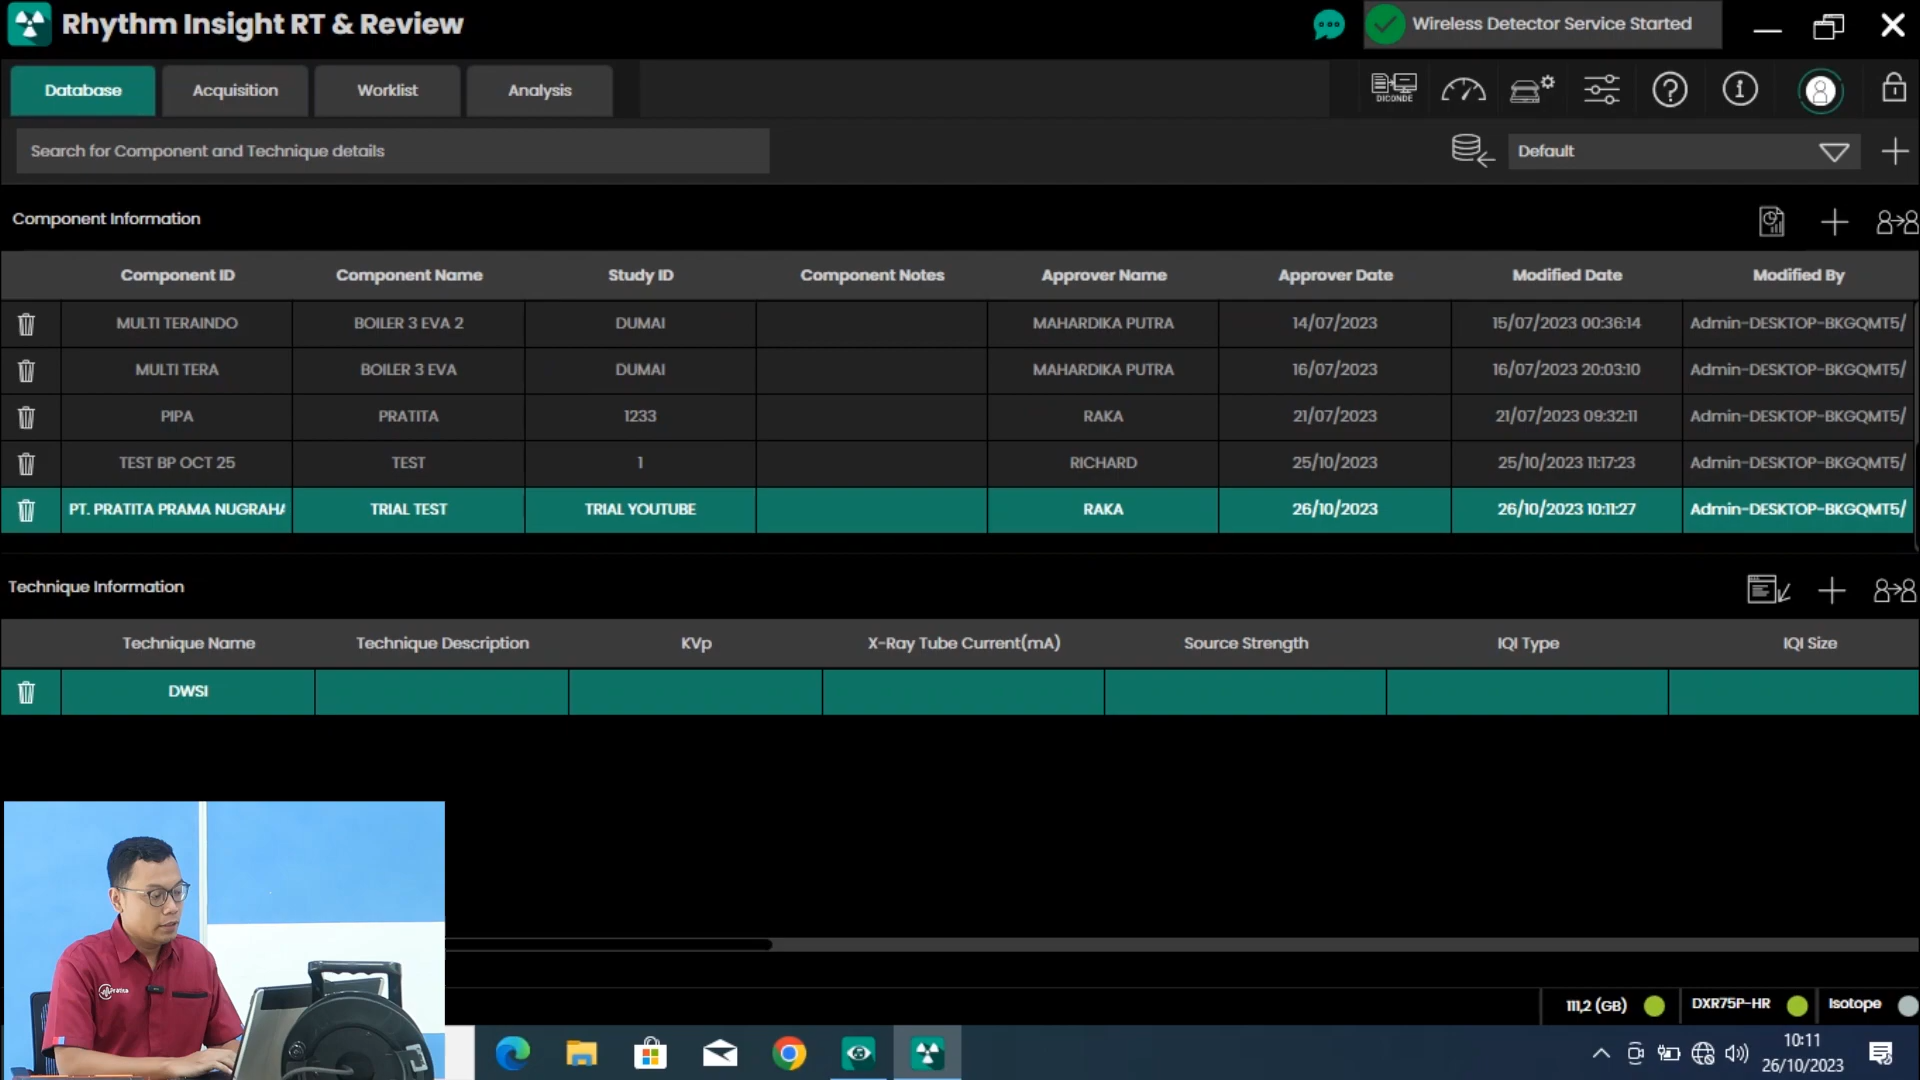 Rhythm Insight RT & Review
Wireless Detector Service Started
Database
Acquisition
Worklist
Analysis
DICONDE
Search for Component and Technique details
Default
Component Information
Component ID Component Name Study ID Component Notes Approver Name Approver Date Modified Date Modified By
MULTI TERAINDO BOILER 3 EVA 2 DUMAI MAHARDIKA PUTRA 14/07/2023 15/07/2023 00:36:14 Admin-DESKTOP-BKGQMT5/
MULTI TERA BOILER 3 EVA DUMAI MAHARDIKA PUTRA 16/07/2023 16/07/2023 20:03:10 Admin-DESKTOP-BKGQMT5/
PIPA PRATITA 1233 RAKA 21/07/2023 21/07/2023 09:32:11 Admin-DESKTOP-BKGQMT5/
TEST BP OCT 25 TEST 1 RICHARD 25/10/2023 25/10/2023 11:17:23 Admin-DESKTOP-BKGQMT5/
PT. PRATITA PRAMA NUGRAHA TRIAL TEST TRIAL YOUTUBE RAKA 26/10/2023 26/10/2023 10:11:27 Admin-DESKTOP-BKGQMT5/
Technique Information
Technique Name Technique Description KVp X-Ray Tube Current(mA) Source Strength IQI Type IQI Size
DWSI
Pratita
111,2 (GB)
DXR75P-HR
Isotope
10:11
26/10/2023